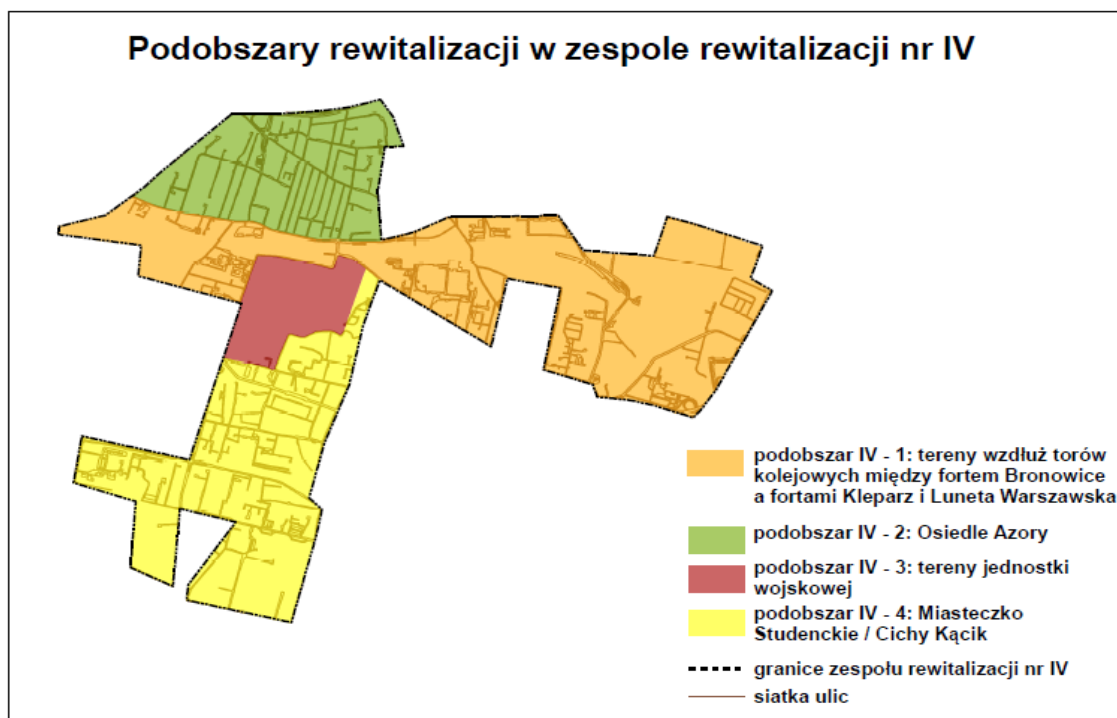 Podobszary rewitalizacji w zespole rewitalizacji nr IV
podobszar IV - 1: tereny wzdłuż torów
kolejowych między fortem Bronowice
a fortami Kleparz i Luneta Warszawska
podobszar IV - 2: Osiedle Azory
podobszar IV - 3: tereny jednostki
wojskowej
podobszar IV - 4: Miasteczko
Studenckie / Cichy Kącik
granice zespołu rewitalizacji nr IV
siatka ulic